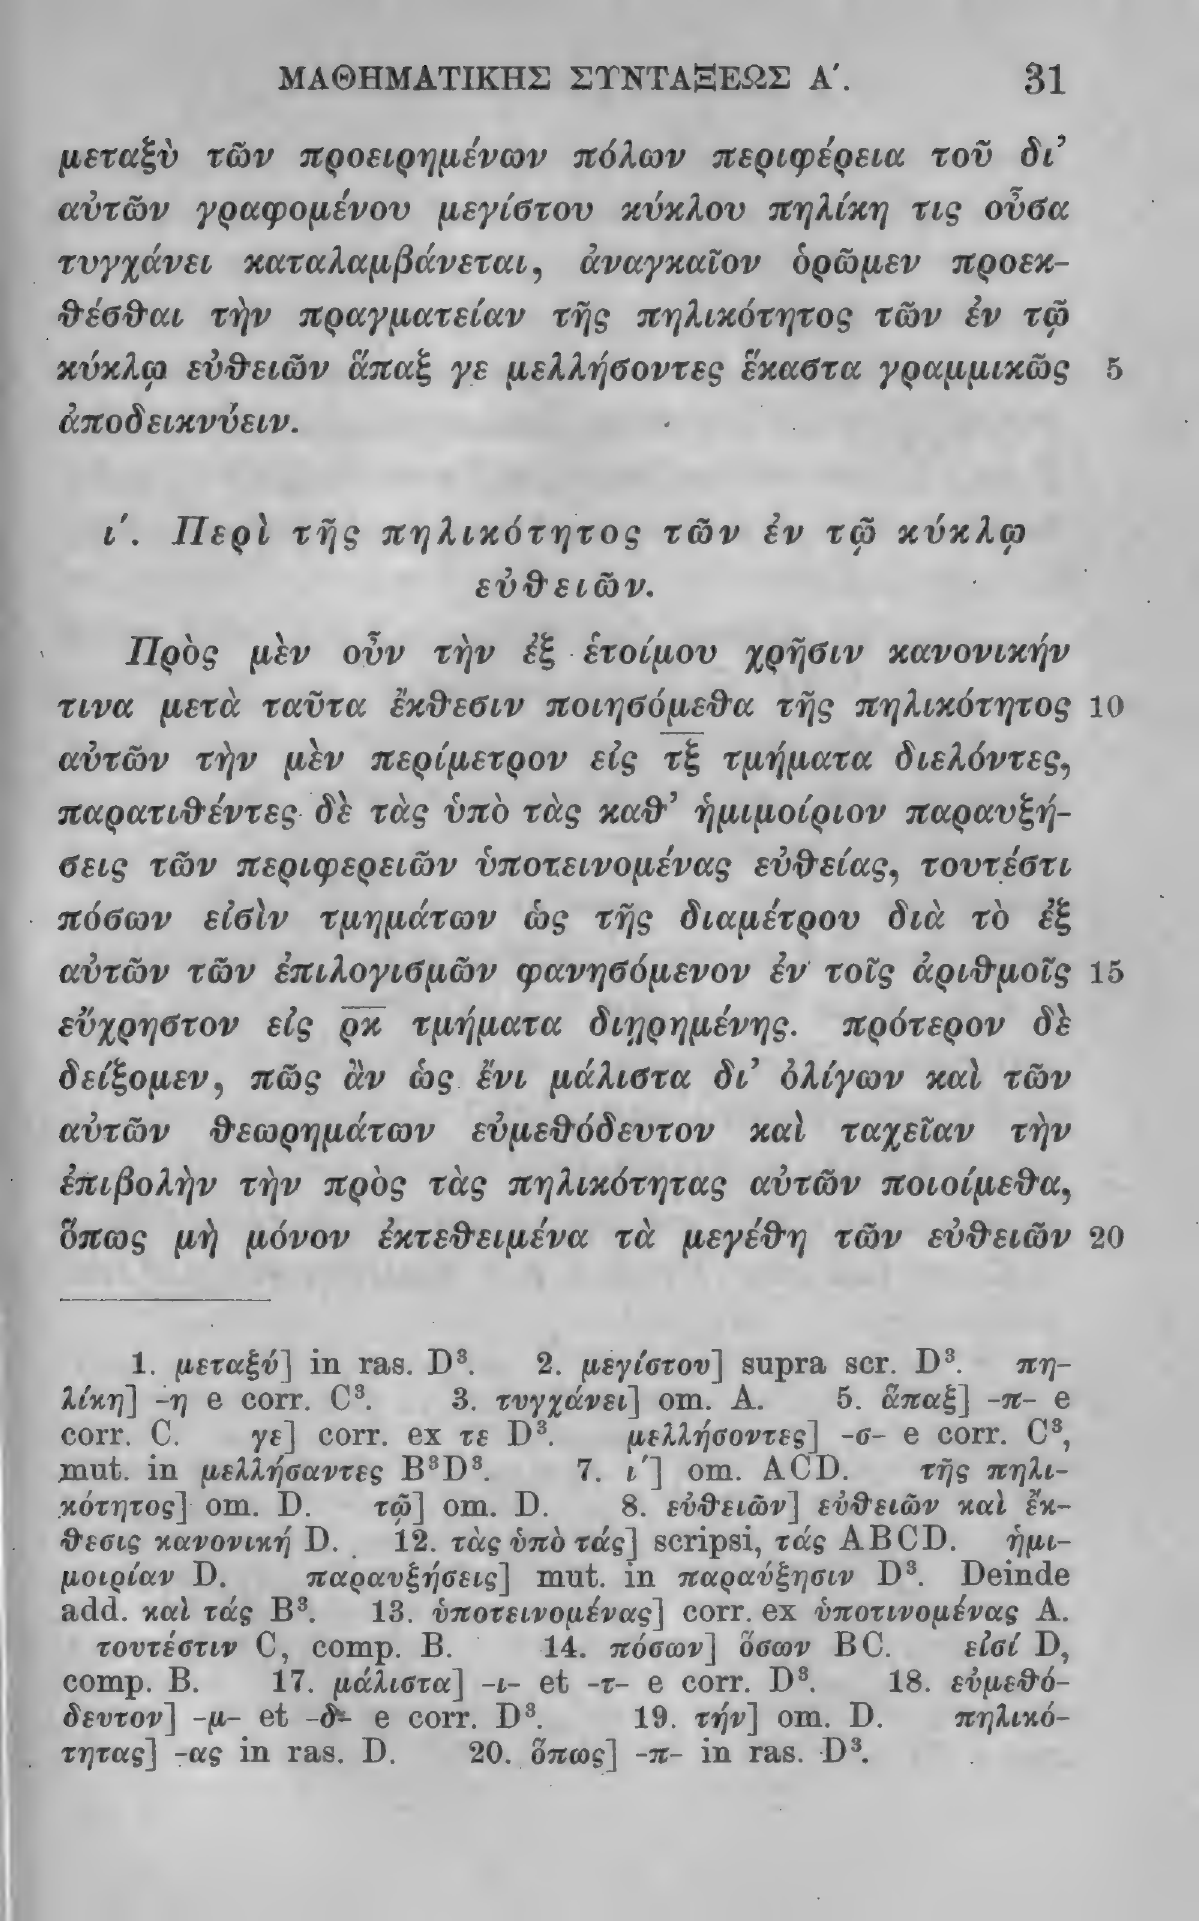 ΜΑΘΗΜΑΤΙΚΗΣ ΣΥΝΤΑΞΕΩΣ Α΄. 31
μεταξὺ τῶν προειρημένων πόλων περιφέρεια τοῦ δι’
αὐτῶν γραφομένου μεγίστου κύκλου πηλίκη τις οὖσα
τυγχάνει καταλαμβάνεται, ἀναγκαῖον ὁρῶμεν προεκ-
θέσθαι τὴν πραγματείαν τῆς πηλικότητος τῶν ἐν τῷ
κύκλῳ εὐθειῶν ἅπαξ γε μελλήσοντες ἕκαστα γραμμικῶς 5
ἀποδεικνύειν.
ι΄. Περὶ τῆς πηλικότητος τῶν ἐν τῷ κύκλῳ
εὐθειῶν.
Πρὸς μὲν οὖν τὴν ἐξ ἑτοίμου χρῆσιν κανονικήν
τινα μετὰ ταῦτα ἔκθεσιν ποιησόμεθα τῆς πηλικότητος 10
αὐτῶν τὴν μὲν περίμετρον εἰς τ̅ξ̅ τμήματα διελόντες,
παρατιθέντες δὲ τὰς ὑπὸ τὰς καθ’ ἡμιμοίριον παραυξή-
σεις τῶν περιφερειῶν ὑποτεινομένας εὐθείας, τουτέστι
πόσων εἰσὶν τμημάτων ὡς τῆς διαμέτρου διὰ τὸ ἐξ
αὐτῶν τῶν ἐπιλογισμῶν φανησόμενον ἐν τοῖς ἀριθμοῖς 15
εὔχρηστον εἰς ρ̅κ̅ τμήματα διῃρημένης. πρότερον δὲ
δείξομεν, πῶς ἂν ὡς ἔνι μάλιστα δι’ ὀλίγων καὶ τῶν
αὐτῶν θεωρημάτων εὐμεθόδευτον καὶ ταχεῖαν τὴν
ἐπιβολὴν τὴν πρὸς τὰς πηλικότητας αὐτῶν ποιοίμεθα,
ὅπως μὴ μόνον ἐκτεθειμένα τὰ μεγέθη τῶν εὐθειῶν 20
1. μεταξύ] in ras. D³. 2. μεγίστου] supra scr. D³. πη-
λίκη] -η e corr. C³. 3. τυγχάνει] om. A. 5. ἅπαξ] -π- e
corr. C. γε] corr. ex τε D³. μελλήσοντες] -σ- e corr. C³,
mut. in μελλήσαντες B³D³. 7. ι΄] om. ACD. τῆς πηλι-
κότητος] om. D. τῷ] om. D. 8. εὐθειῶν] εὐθειῶν καὶ ἔκ-
θεσις κανονική D. 12. τὰς ὑπὸ τάς] scripsi, τάς ABCD. ἡμι-
μοιρίαν D. παραυξήσεις] mut. in παραύξησιν D³. Deinde
add. καὶ τάς B³. 13. ὑποτεινομένας] corr. ex ὑποτινομένας A.
τουτέστιν C, comp. B. 14. πόσων] ὅσων BC. εἰσί D,
comp. B. 17. μάλιστα] -ι- et -τ- e corr. D³. 18. εὐμεθό-
δευτον] -μ- et -δ- e corr. D³. 19. τήν] om. D. πηλικό-
τητας] -ας in ras. D. 20. ὅπως] -π- in ras. D³.